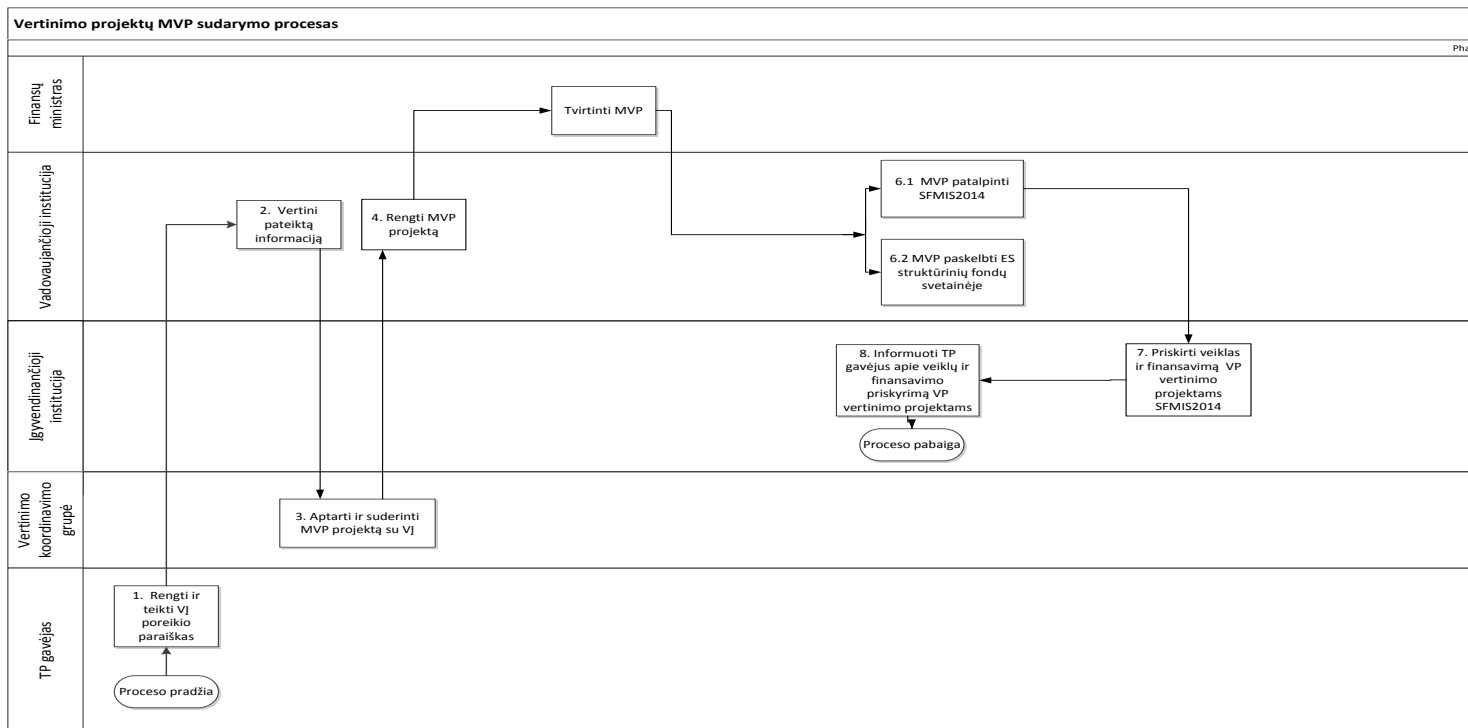 Vertinimo projektų MVP sudarymo procesas
Pha
Finansų
ministras
Tvirtinti MVP
Vadovaujančioji institucija
2. Vertini
pateiktą
informaciją
4. Rengti MVP
projektą
6.1 MVP patalpinti
SFMIS2014
6.2 MVP paskelbti ES
struktūrinių fondų
svetainėje
Įgyvendinančioji
institucija
8. Informuoti TP
gavėjus apie veiklų ir
finansavimo
priskyrimą VP
vertinimo projektams
7. Priskirti veiklas
ir finansavimą VP
vertinimo
projektams
SFMIS2014
Proceso pabaiga
Vertinimo
koordinavimo
grupė
3. Aptarti ir suderinti
MVP projektą su VĮ
TP gavėjas
1. Rengti ir
teikti VĮ
poreikio
paraiškas
Proceso pradžia